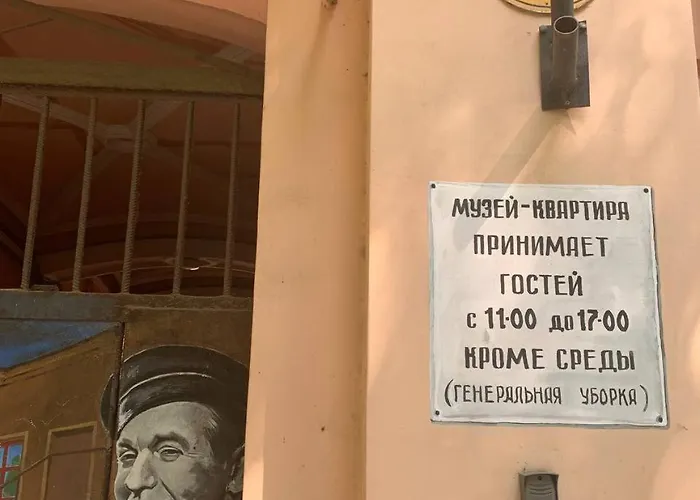 МУЗЕЙ-КВАРТИРА
ПРИНИМАЕТ
ГОСТЕЙ
с 11·00 до 17·00
КРОМЕ СРЕДЫ
(ГЕНЕРАЛЬНАЯ УБОРКА)